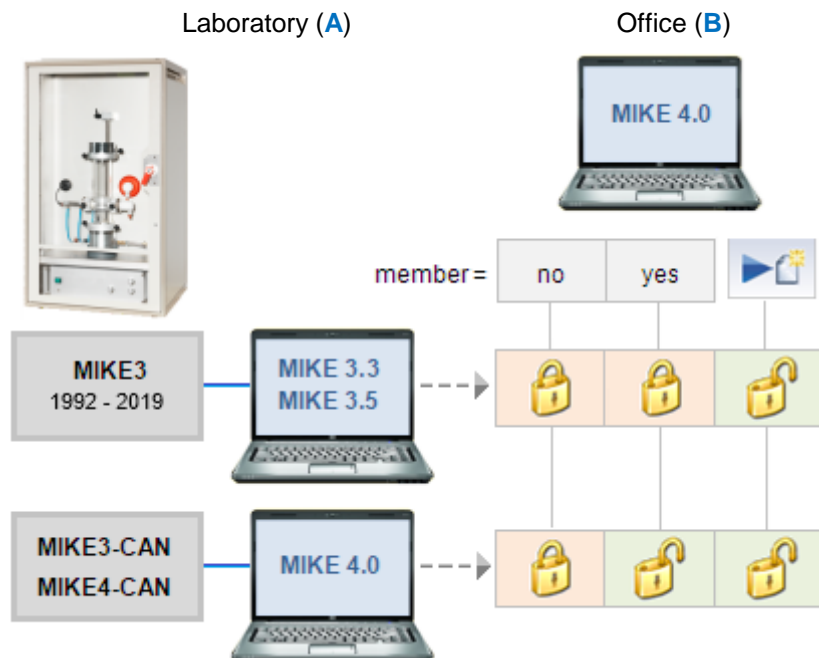 Laboratory (A)
Office (B)
MIKE 4.0
member =
no
yes
MIKE3
1992 - 2019
MIKE 3.3
MIKE 3.5
MIKE3-CAN
MIKE4-CAN
MIKE 4.0